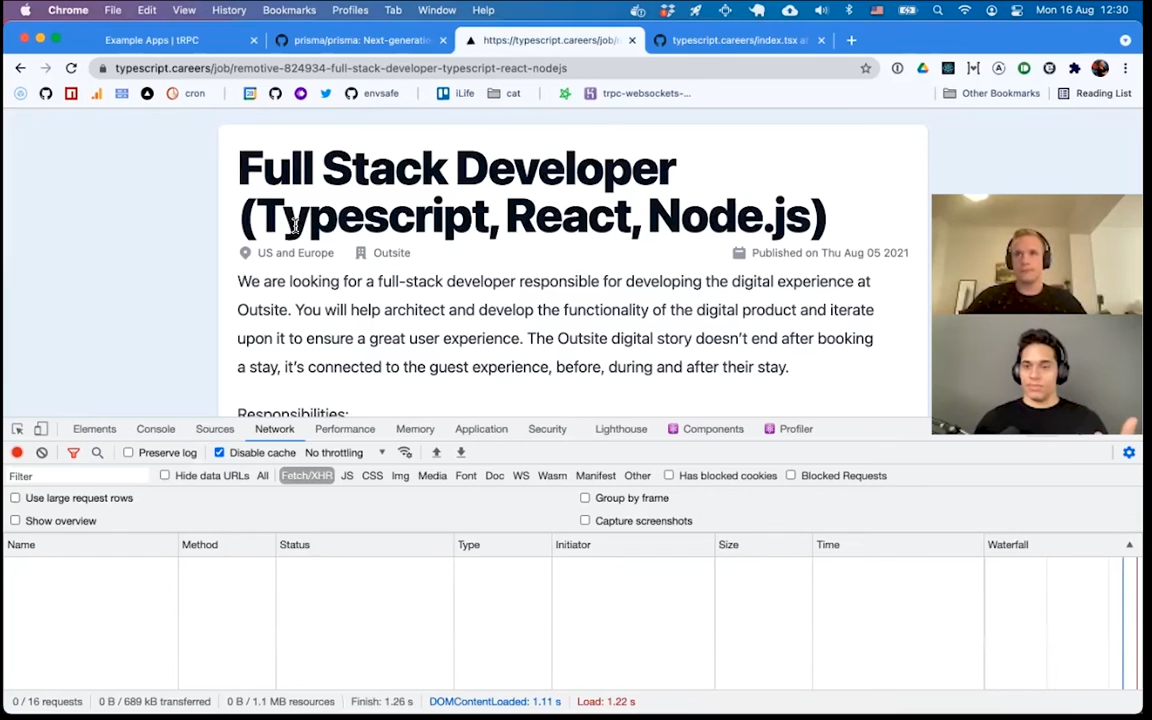 Chrome File Edit View History Bookmarks Profiles Tab Window Help Mon 16 Aug 12:30
Example Apps | tRPC prisma/prisma: Next-generatio https://typescript.careers/job/r typescript.careers/index.tsx at
typescript.careers/job/remotive-824934-full-stack-developer-typescript-react-nodejs
cron envsafe iLife cat trpc-websockets-... Other Bookmarks Reading List
Full Stack Developer
(Typescript, React, Node.js)
US and Europe Outsite Published on Thu Aug 05 2021
We are looking for a full-stack developer responsible for developing the digital experience at
Outsite. You will help architect and develop the functionality of the digital product and iterate
upon it to ensure a great user experience. The Outsite digital story doesn’t end after booking
a stay, it’s connected to the guest experience, before, during and after their stay.
Responsibilities:
Elements Console Sources Network Performance Memory Application Security Lighthouse Components Profiler
Preserve log Disable cache No throttling
Filter Hide data URLs All Fetch/XHR JS CSS Img Media Font Doc WS Wasm Manifest Other Has blocked cookies Blocked Requests
Use large request rows Group by frame
Show overview Capture screenshots
Name Method Status Type Initiator Size Time Waterfall
0 / 16 requests 0 B / 689 kB transferred 0 B / 1.1 MB resources Finish: 1.26 s DOMContentLoaded: 1.11 s Load: 1.22 s